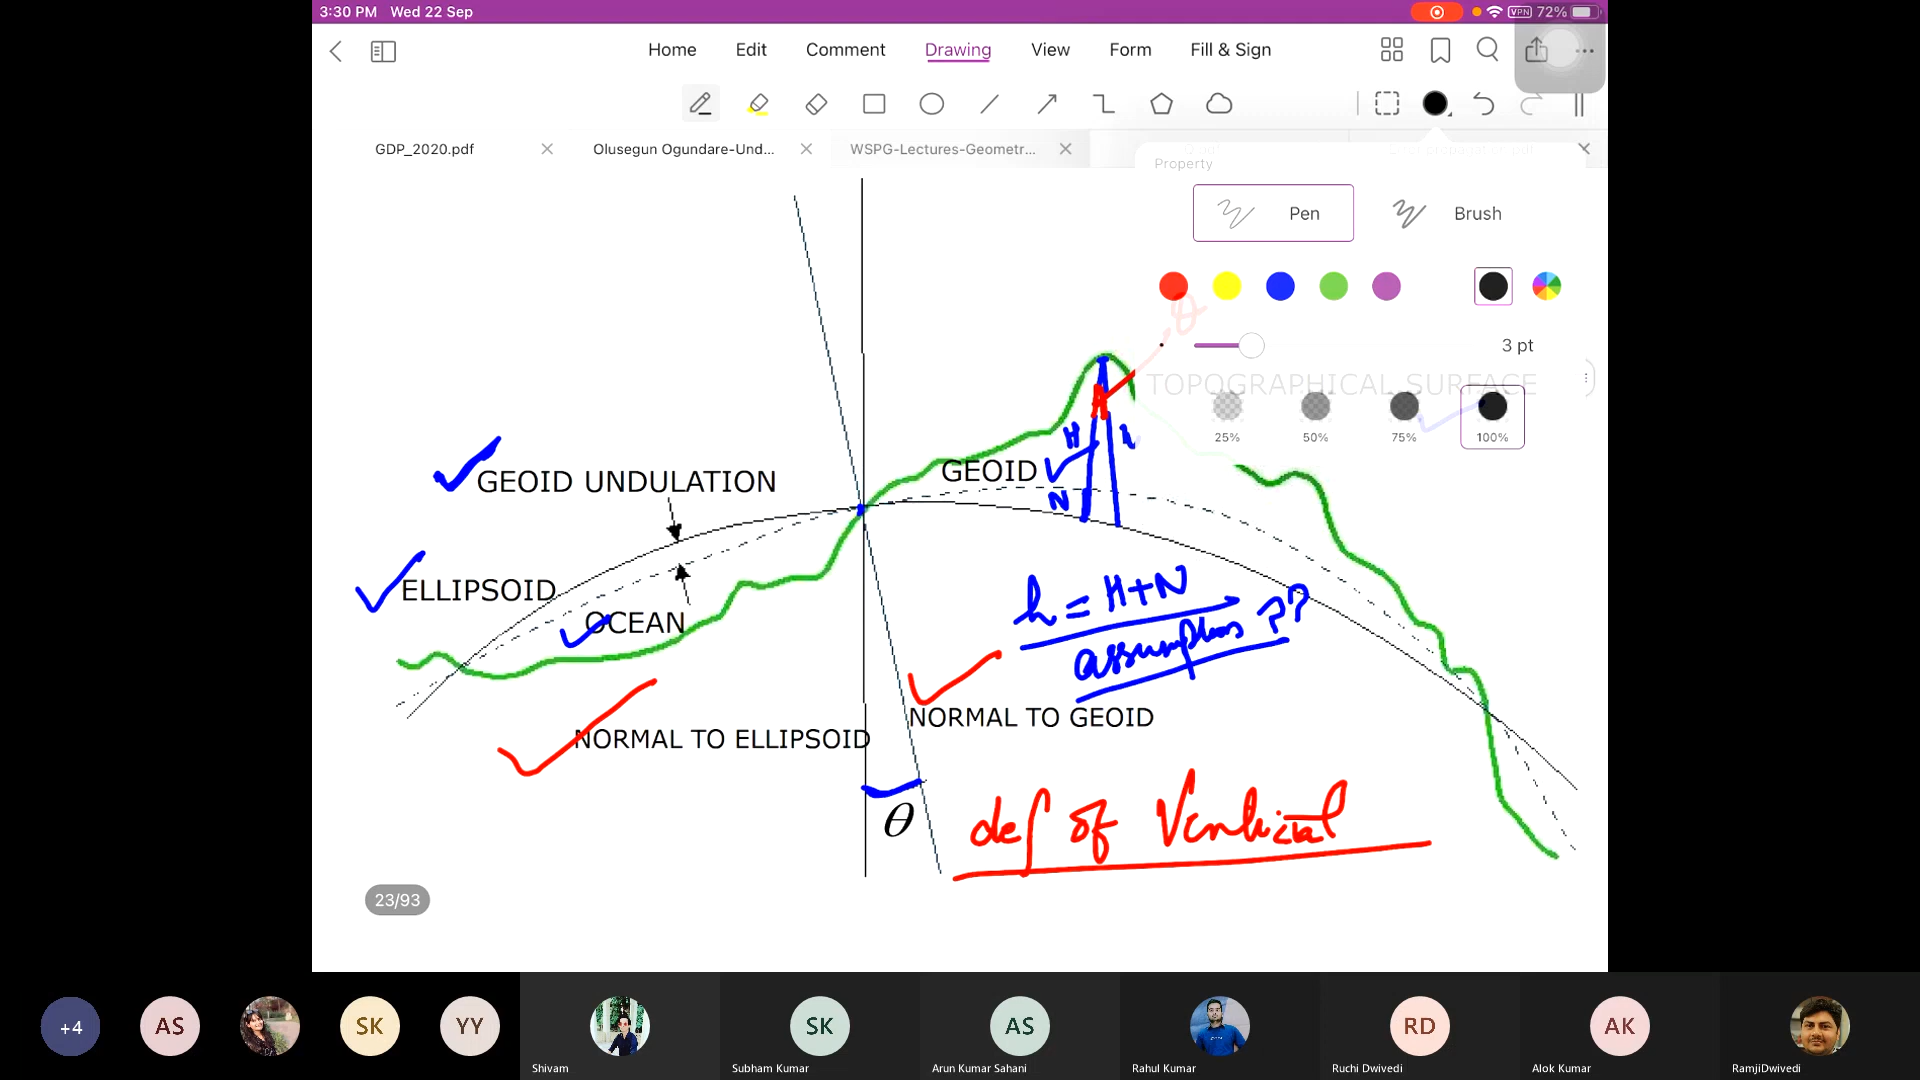 3:30 PM Wed 22 Sep
VPN 72%
Home Edit Comment Drawing View Form Fill & Sign
GDP_2020.pdf
Olusegun Ogundare-Und...
WSPG-Lectures-Geometr...
Property
Pen
Brush
θ
3 pt
TOPOGRAPHICAL SURFACE
25% 50% 75% 100%
H h
GEOID
N
GEOID UNDULATION
ELLIPSOID
OCEAN
h = H+N
assumptions ??
NORMAL TO GEOID
NORMAL TO ELLIPSOID
θ
def of Vertical
23/93
+4 AS SK YY SK AS RD AK
Shivam Subham Kumar Arun Kumar Sahani Rahul Kumar Ruchi Dwivedi Alok Kumar RamjiDwivedi